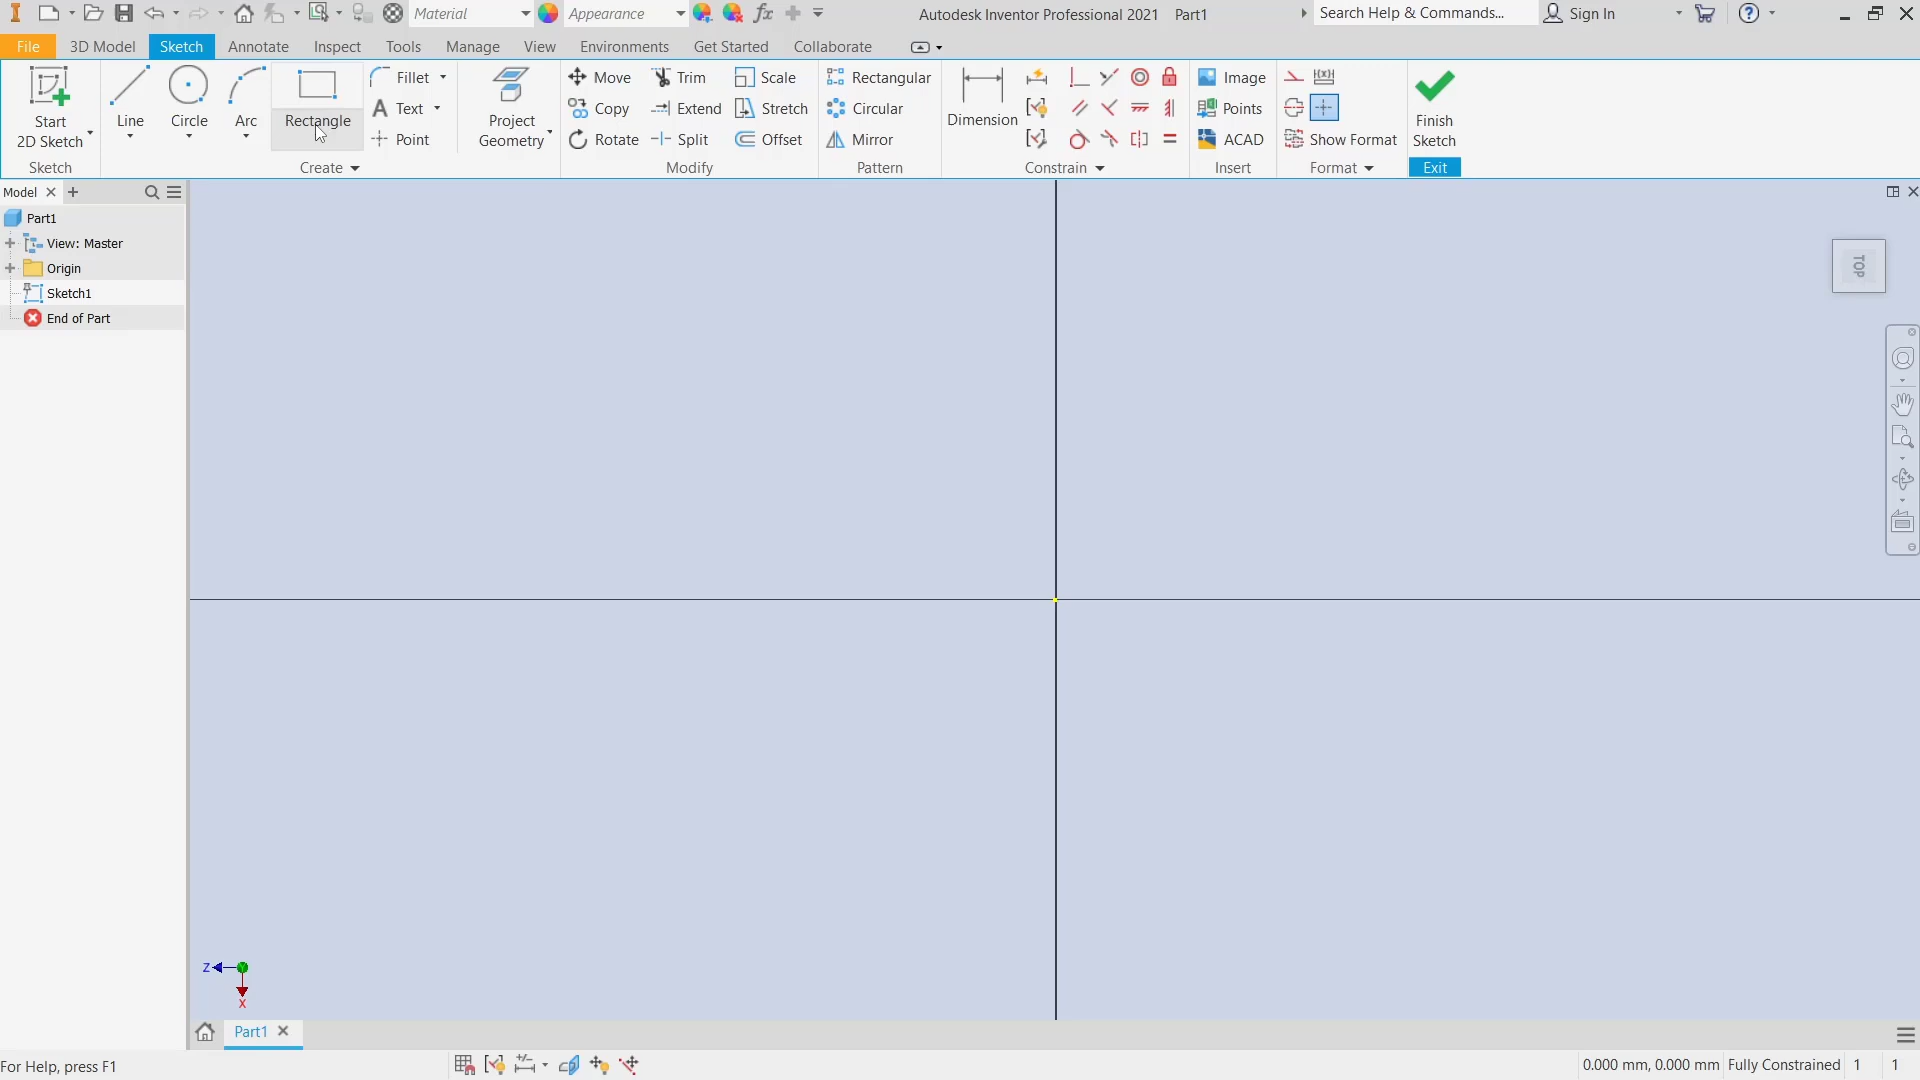 Material
Appearance
Autodesk Inventor Professional 2021 Part1
Search Help & Commands...
Sign In
File 3D Model Sketch Annotate Inspect Tools Manage View Environments Get Started Collaborate
Start
2D Sketch
Line
Circle
Arc
Rectangle
Fillet
Text
Point
Project
Geometry
Move
Copy
Rotate
Trim
Extend
Split
Scale
Stretch
Offset
Rectangular
Circular
Mirror
Dimension
Image
Points
ACAD
Show Format
Finish
Sketch
Sketch Create Modify Pattern Constrain Insert Format Exit
Model
Part1
View: Master
Origin
Sketch1
End of Part
TOP
Z
X
Part1
For Help, press F1
0.000 mm, 0.000 mm Fully Constrained 1 1